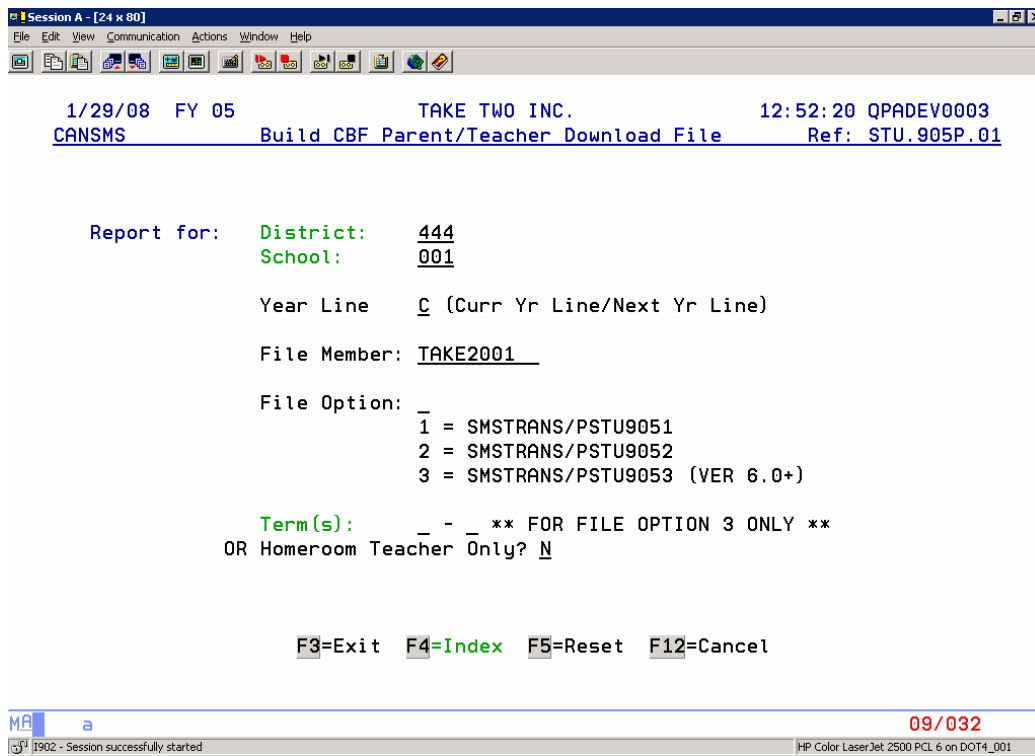 Session A - [24 x 80]
File Edit View Communication Actions Window Help
1/29/08 FY 05 TAKE TWO INC. 12:52:20 QPADEV0003
CANSMS Build CBF Parent/Teacher Download File Ref: STU.905P.01
Report for: District: 444
School: 001
Year Line C (Curr Yr Line/Next Yr Line)
File Member: TAKE2001__
File Option: _
1 = SMSTRANS/PSTU9051
2 = SMSTRANS/PSTU9052
3 = SMSTRANS/PSTU9053 (VER 6.0+)
Term(s): _ - _ ** FOR FILE OPTION 3 ONLY **
OR Homeroom Teacher Only? N
F3=Exit F4=Index F5=Reset F12=Cancel
MA a 09/032
I902 - Session successfully started HP Color LaserJet 2500 PCL 6 on DOT4_001